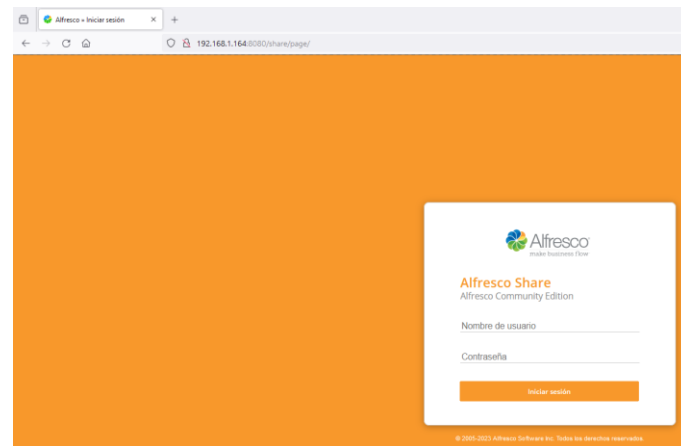 Alfresco » Iniciar sesión
192.168.1.164:8080/share/page/
Alfresco
make business flow
Alfresco Share
Alfresco Community Edition
Nombre de usuario
Contraseña
Iniciar sesión
© 2005-2023 Alfresco Software Inc. Todos los derechos reservados.